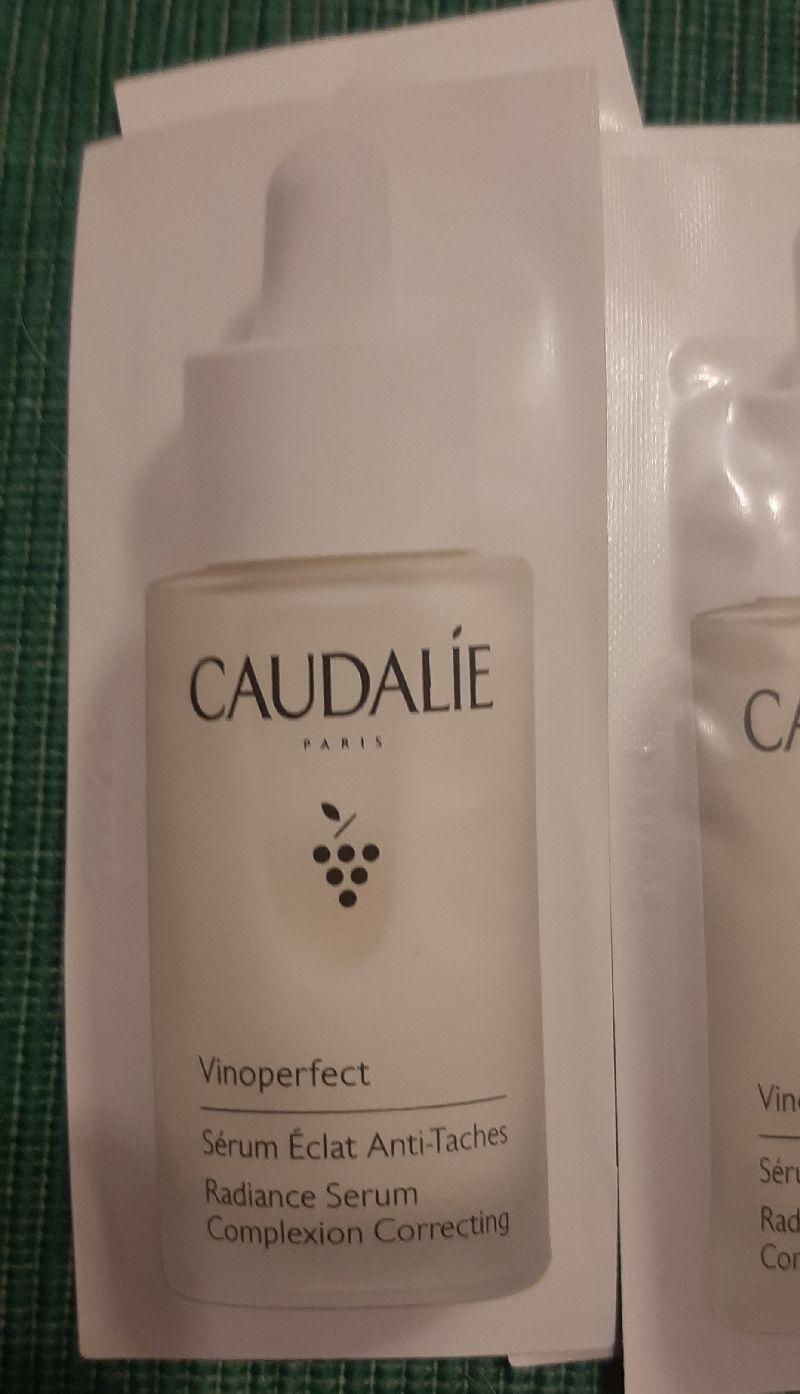 CAUDALÍE
PARIS
Vinoperfect
Sérum Éclat Anti-Taches
Radiance Serum
Complexion Correcting